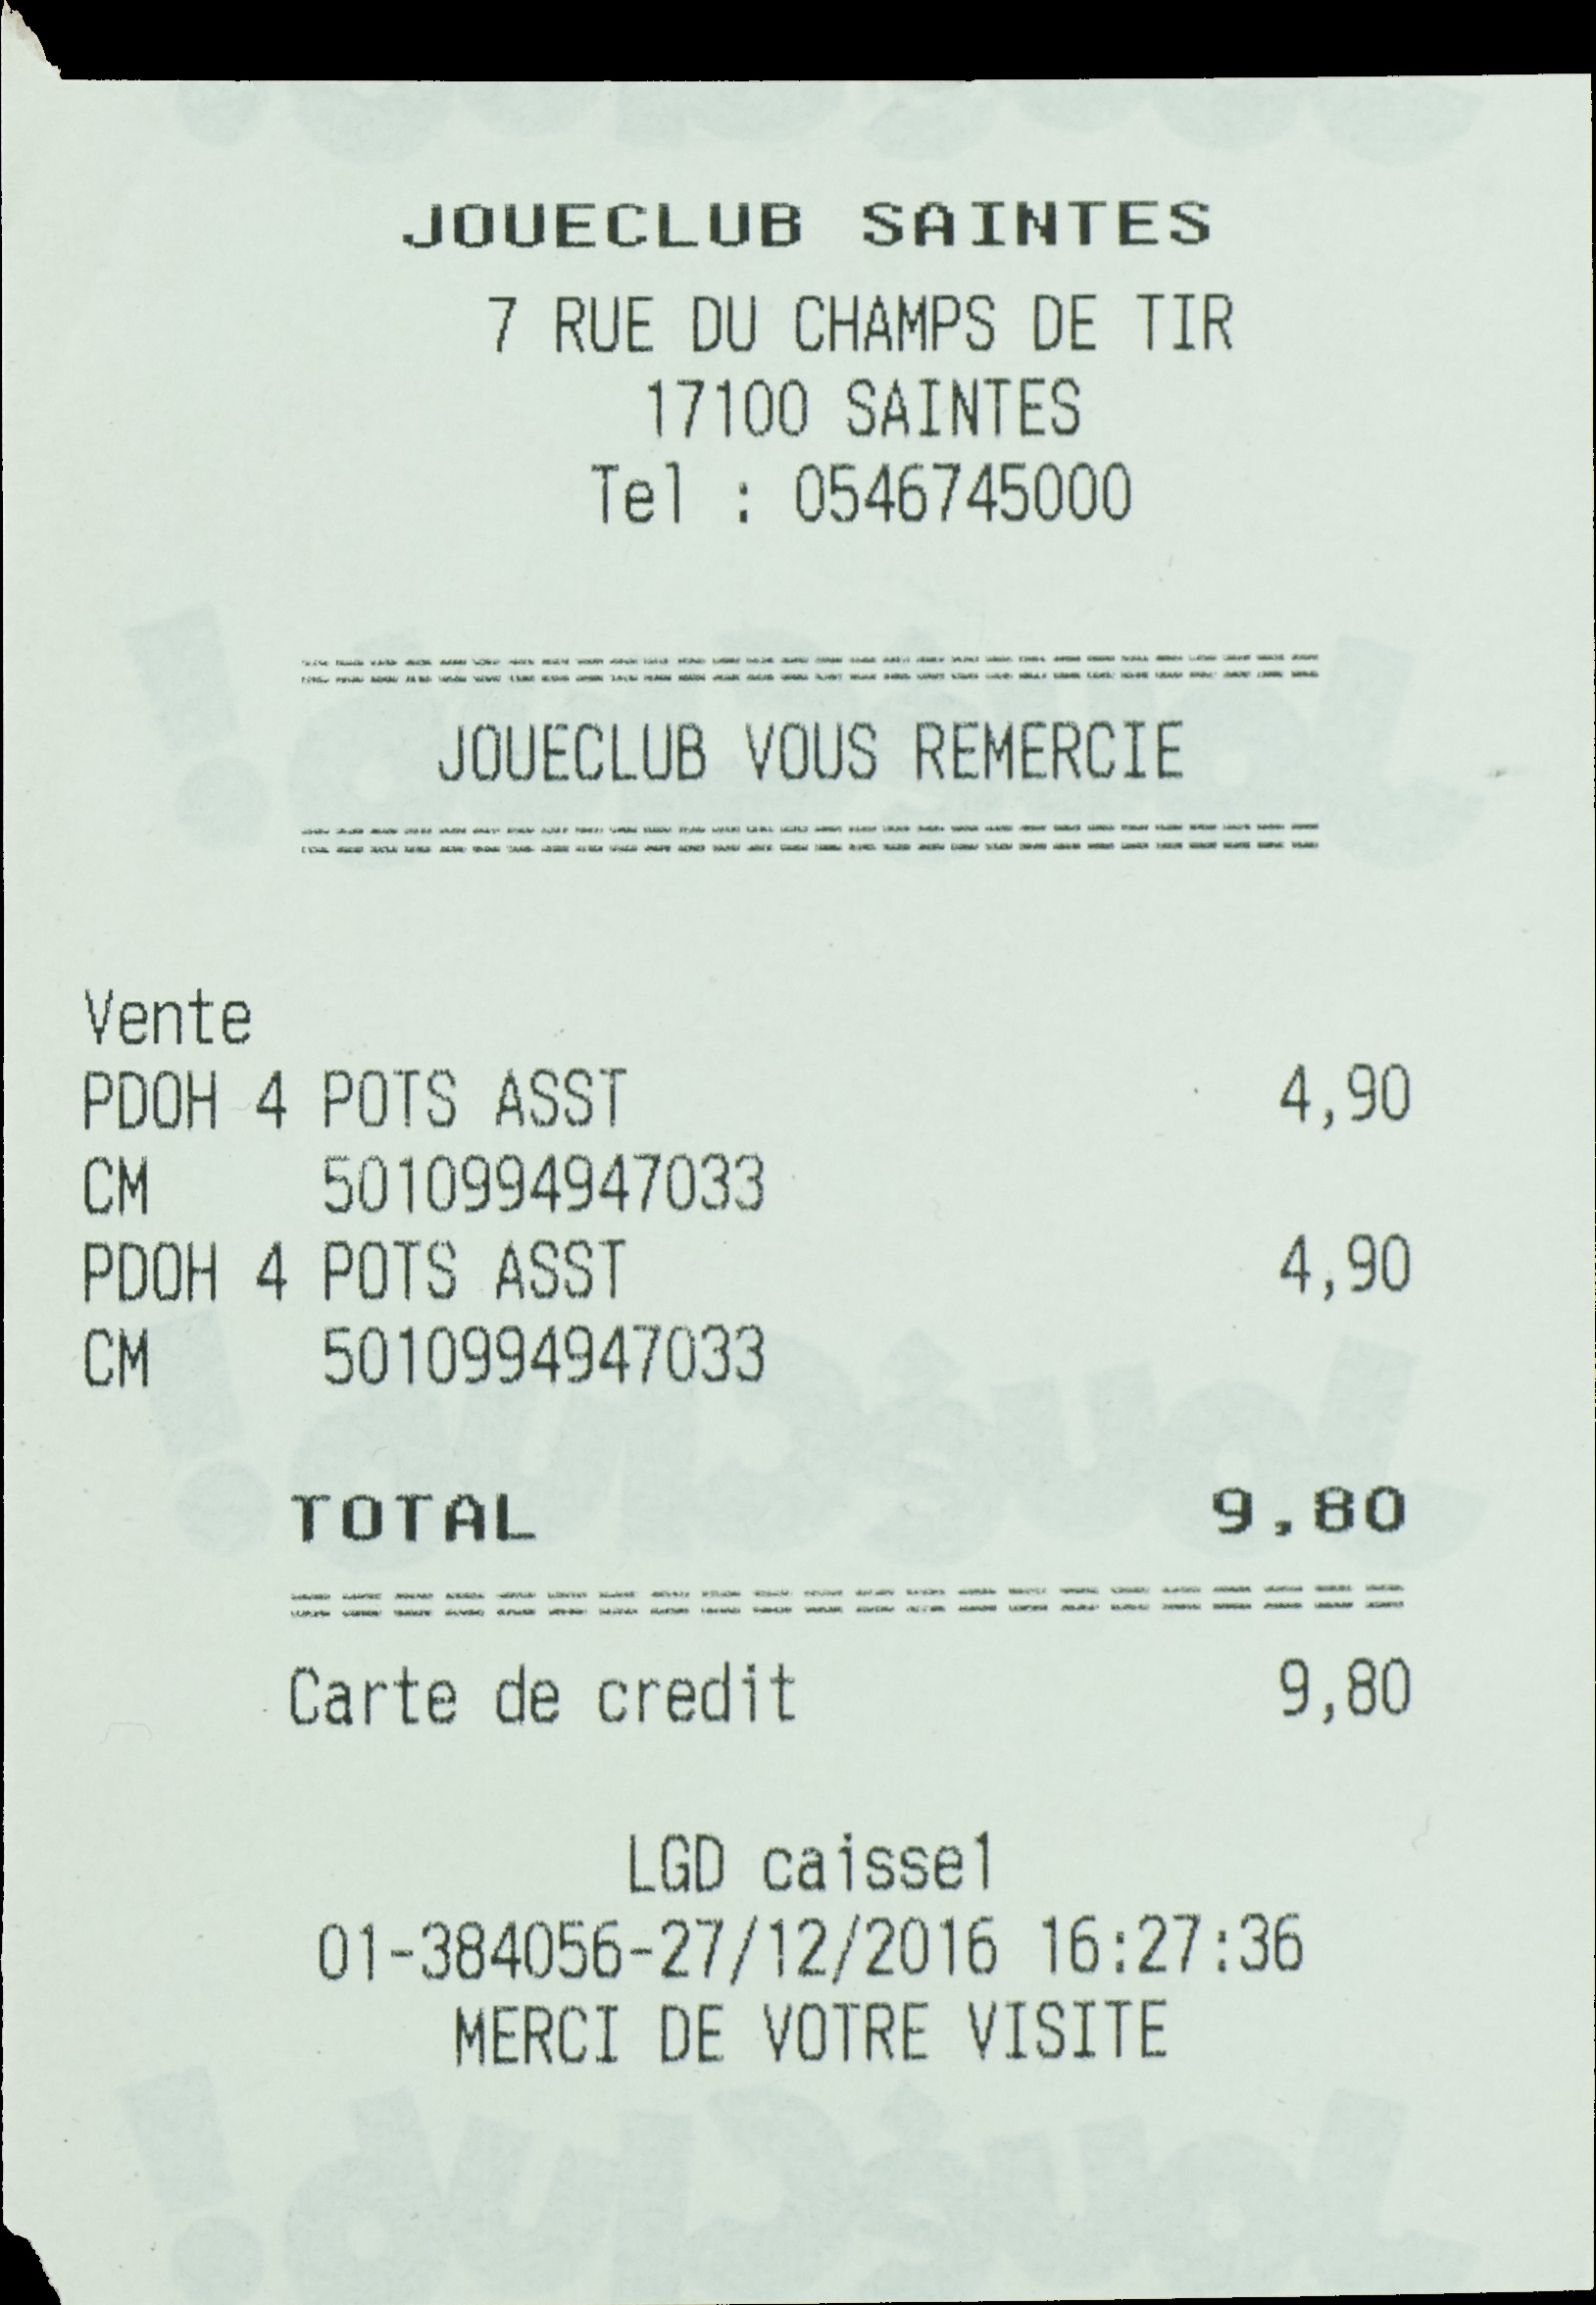 JOUECLUB SAINTES
7 RUE DU CHAMPS DE TIR
17100 SAINTES
Tel : 0546745000
==============================
JOUECLUB VOUS REMERCIE
==============================
Vente
PDOH 4 POTS ASST 4,90
CM 5010994947033
PDOH 4 POTS ASST 4,90
CM 5010994947033
TOTAL 9,80
======================
Carte de credit 9,80
LGD caisse1
01-384056-27/12/2016 16:27:36
MERCI DE VOTRE VISITE